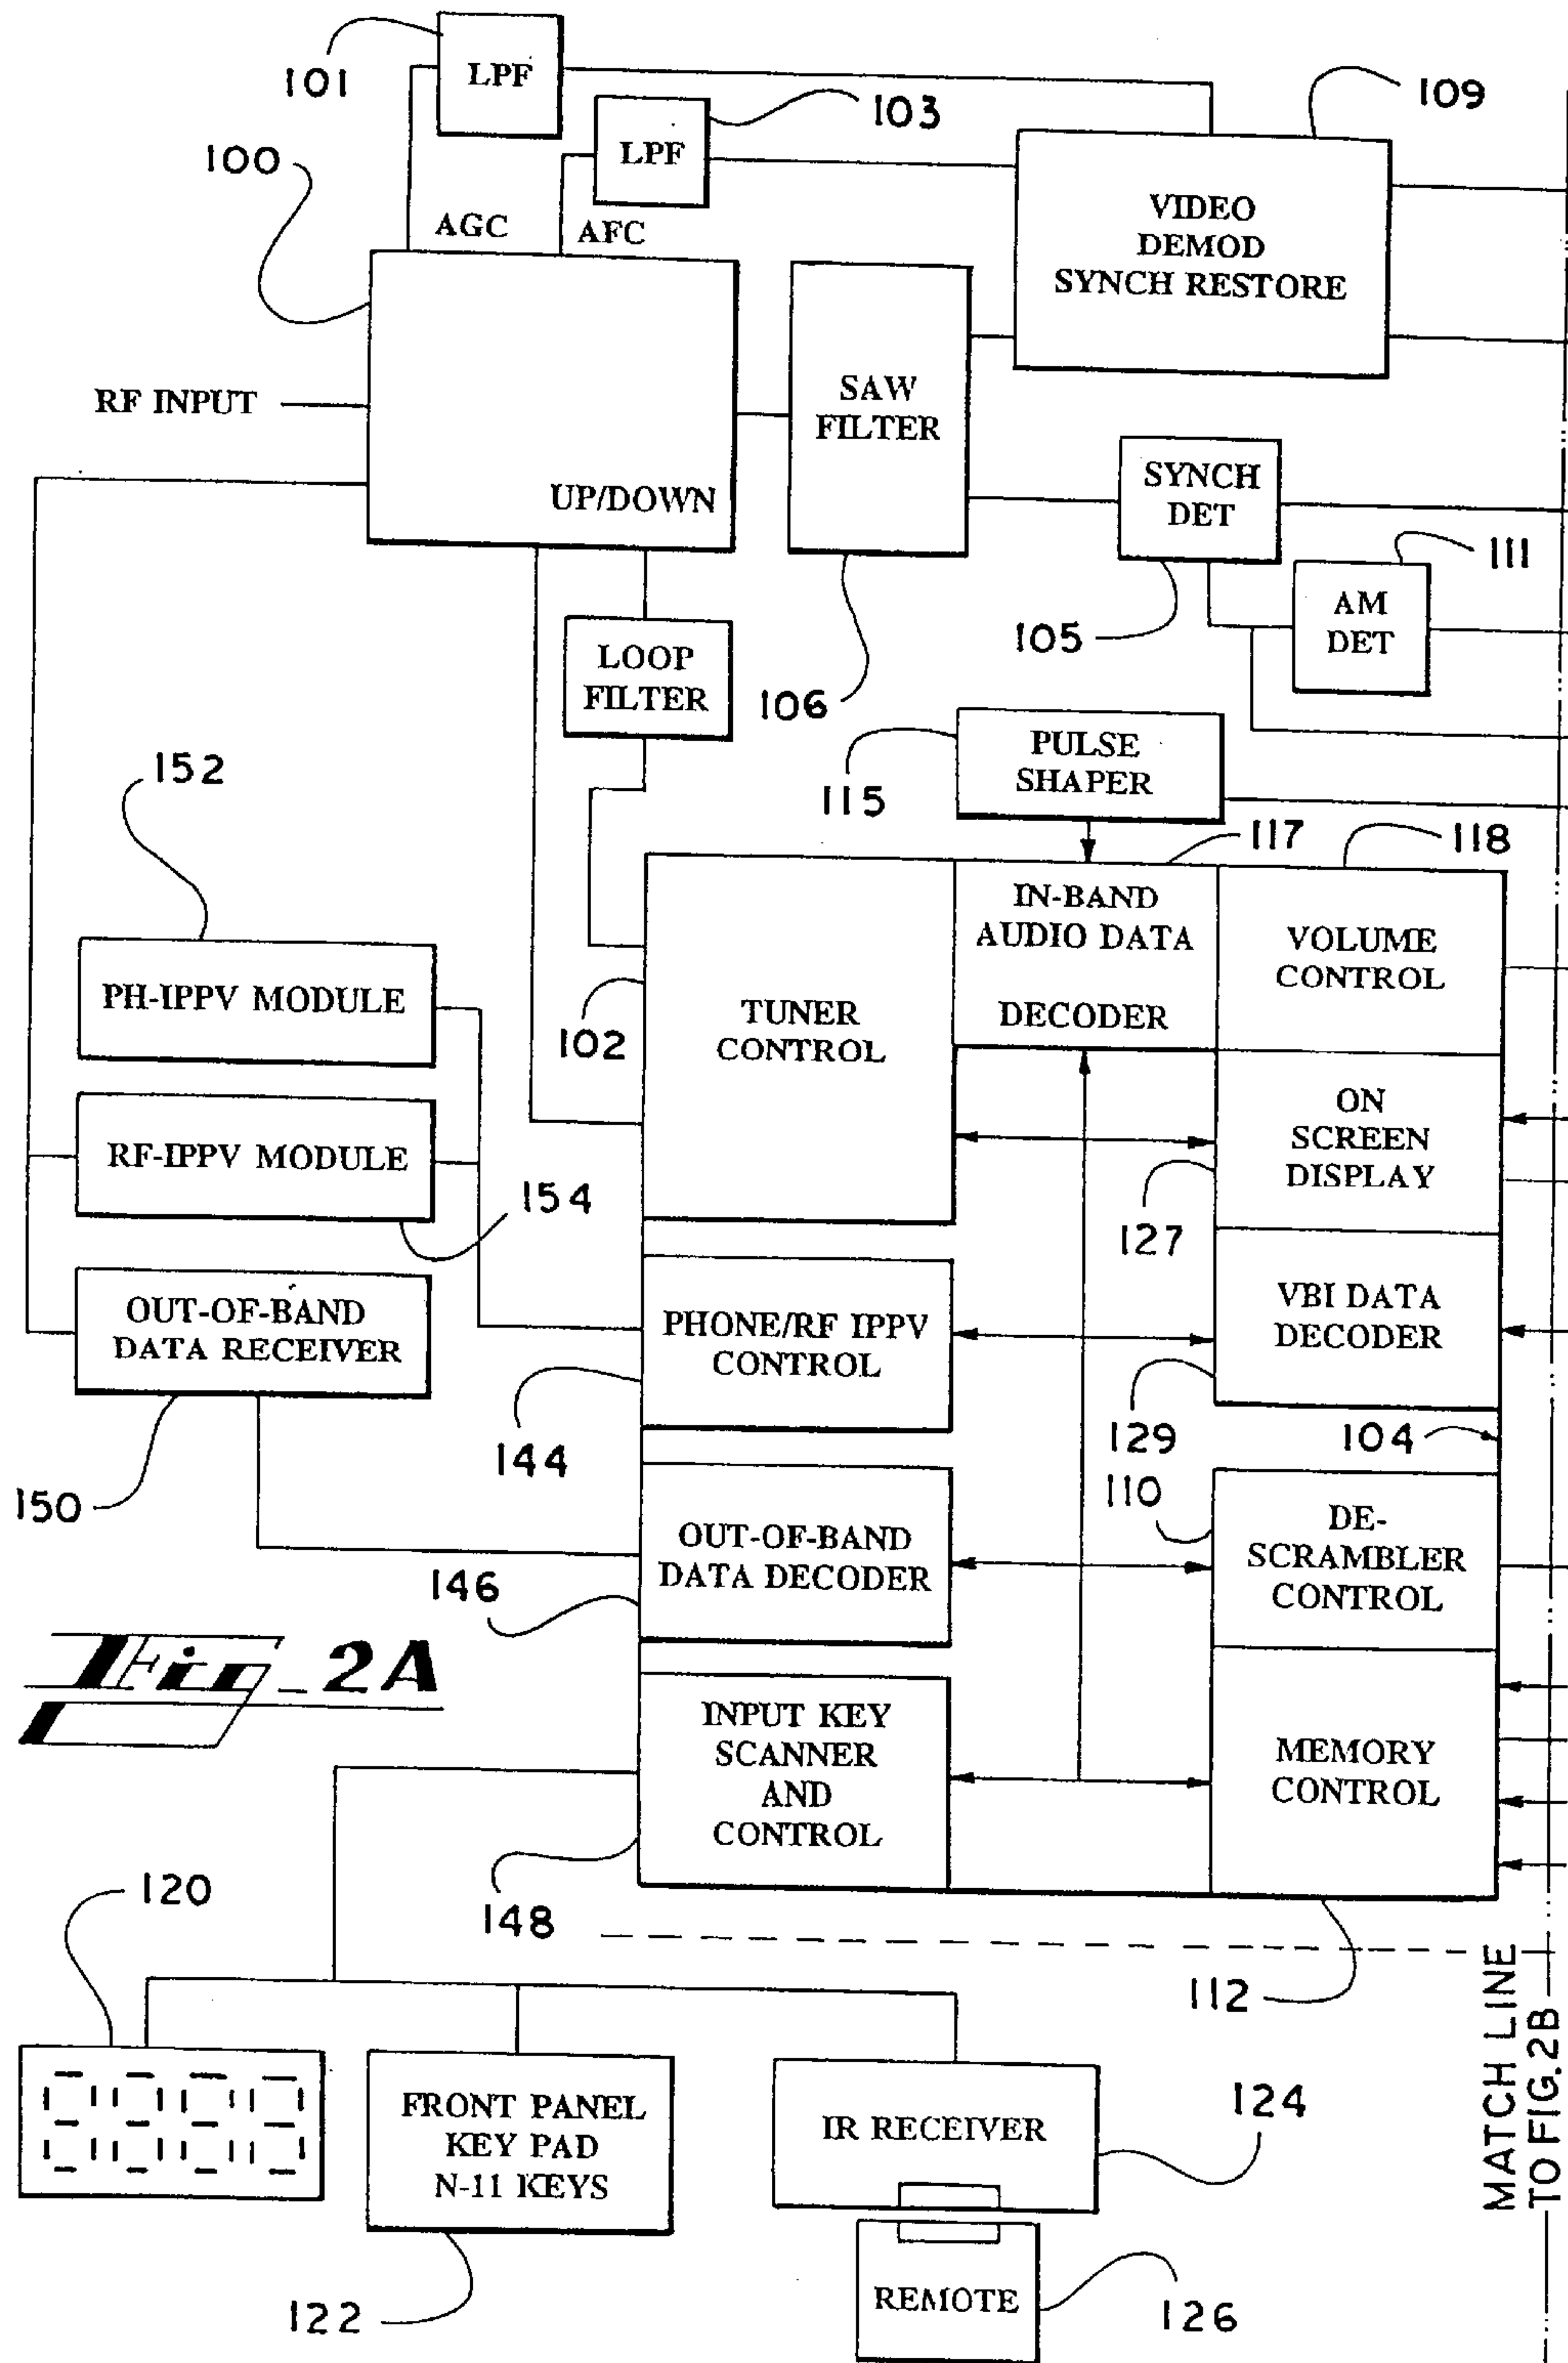 101
LPF
103
LPF
109
100
AGC
AFC
VIDEO
DEMOD
SYNCH RESTORE
RF INPUT
UP/DOWN
SAW
FILTER
SYNCH
DET
111
AM
DET
105
LOOP
FILTER
106
PULSE
SHAPER
115
152
117
118
IN-BAND
AUDIO DATA
DECODER
VOLUME
CONTROL
PH-IPPV MODULE
102
TUNER
CONTROL
RF-IPPV MODULE
154
ON
SCREEN
DISPLAY
127
OUT-OF-BAND
DATA RECEIVER
PHONE/RF IPPV
CONTROL
VBI DATA
DECODER
129
104
144
150
110
OUT-OF-BAND
DATA DECODER
DE-
SCRAMBLER
CONTROL
146
Fig_2A
INPUT KEY
SCANNER
AND
CONTROL
MEMORY
CONTROL
120
148
112
MATCH LINE
TO FIG.2B
8888
FRONT PANEL
KEY PAD
N-11 KEYS
IR RECEIVER
124
122
REMOTE
126